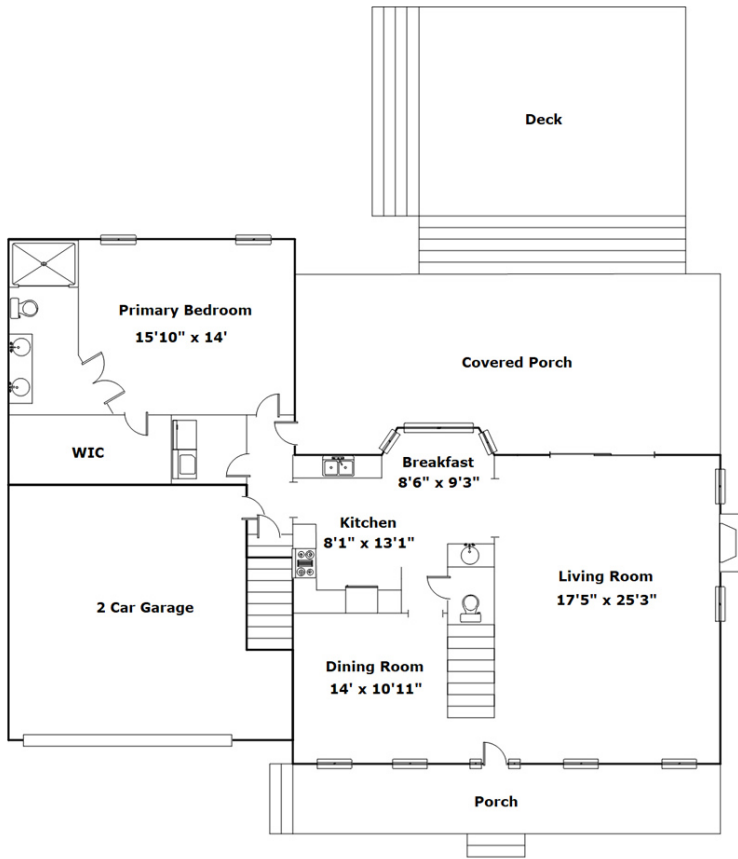 Deck
Primary Bedroom
15'10" x 14'
Covered Porch
WIC
Breakfast
8'6" x 9'3"
Kitchen
8'1" x 13'1"
Living Room
17'5" x 25'3"
2 Car Garage
Dining Room
14' x 10'11"
Porch